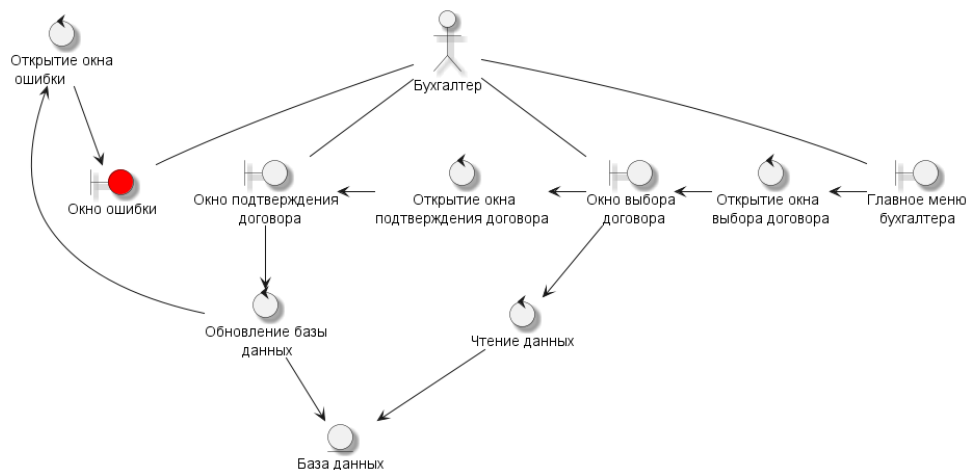 Открытие окна
ошибки
Бухгалтер
Окно ошибки
Окно подтверждения
договора
Открытие окна
подтверждения договора
Окно выбора
договора
Открытие окна
выбора договора
Главное меню
бухгалтера
Обновление базы
данных
Чтение данных
База данных